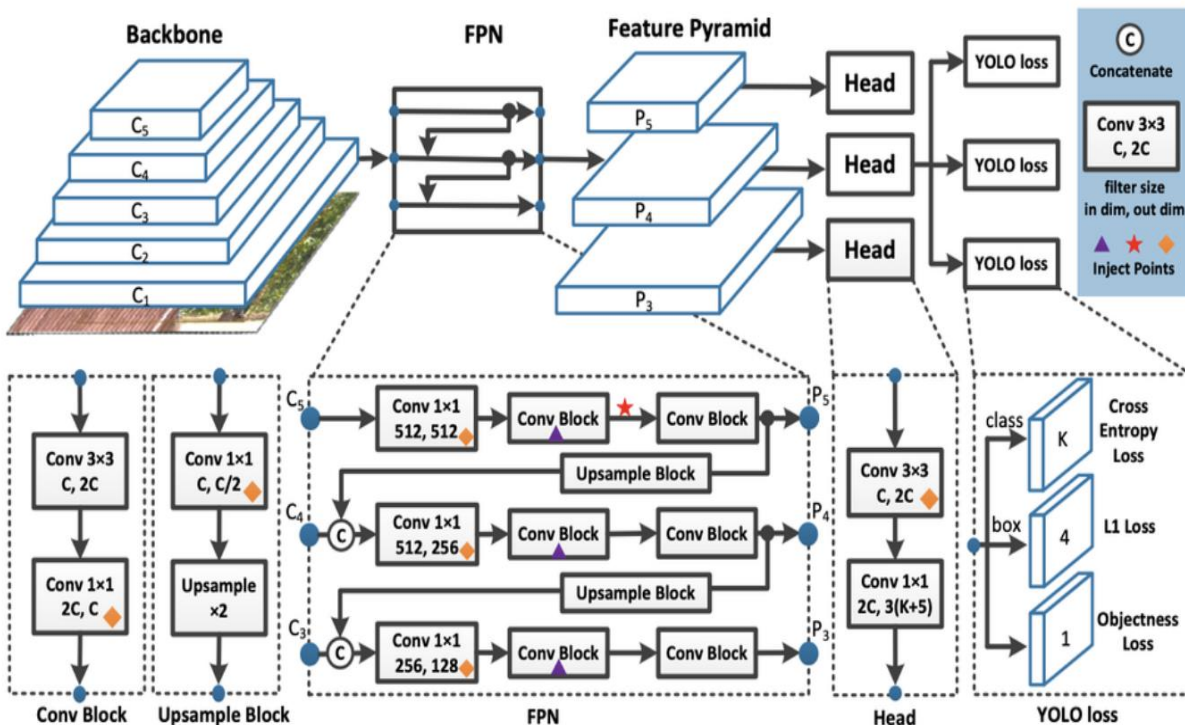 Backbone
FPN
Feature Pyramid
C5
C4
C3
C2
C1
P5
P4
P3
Head
Head
Head
YOLO loss
YOLO loss
YOLO loss
C
Concatenate
Conv 3×3
C, 2C
filter size
in dim, out dim
Inject Points
Conv 3×3
C, 2C
Conv 1×1
2C, C
Conv Block
Conv 1×1
C, C/2
Upsample
×2
Upsample Block
C5
Conv 1×1
512, 512
Conv Block
Conv Block
P5
Upsample Block
C4
C
Conv 1×1
512, 256
Conv Block
Conv Block
P4
Upsample Block
C3
C
Conv 1×1
256, 128
Conv Block
Conv Block
P3
FPN
Conv 3×3
C, 2C
Conv 1×1
2C, 3(K+5)
Head
class
K
Cross
Entropy
Loss
box
4
L1 Loss
1
Objectness
Loss
YOLO loss